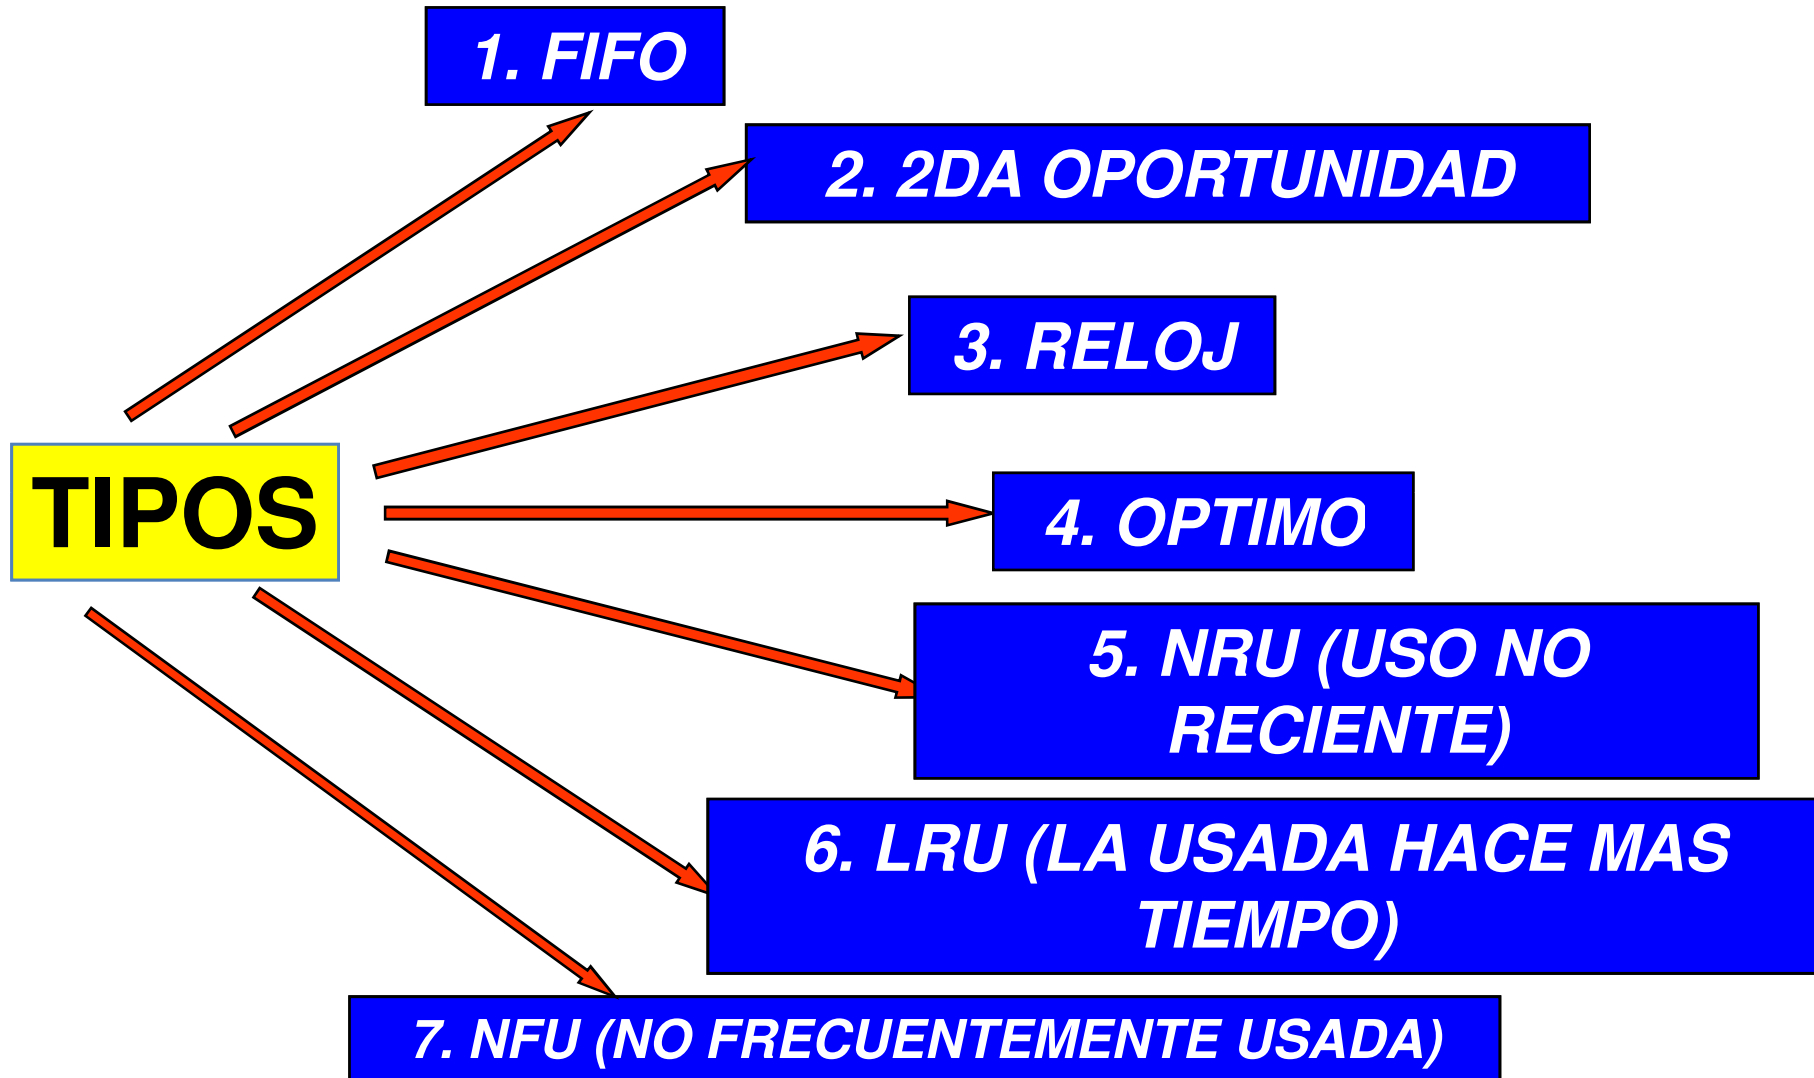 1. FIFO
2. 2DA OPORTUNIDAD
3. RELOJ
TIPOS
4. OPTIMO
5. NRU (USO NO
RECIENTE)
6. LRU (LA USADA HACE MAS
TIEMPO)
7. NFU (NO FRECUENTEMENTE USADA)